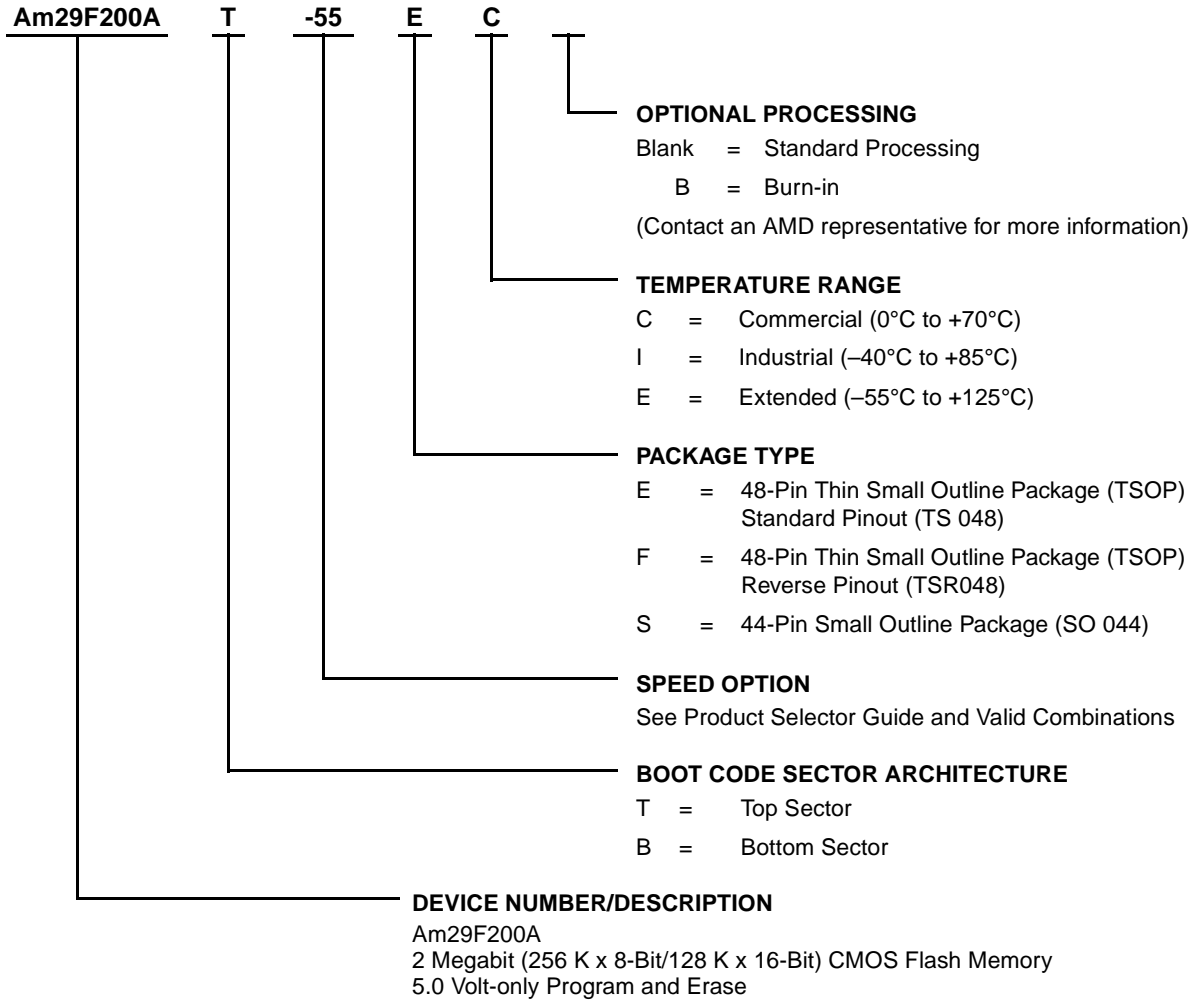 Am29F200A T -55 E C
OPTIONAL PROCESSING
Blank = Standard Processing
B = Burn-in
(Contact an AMD representative for more information)
TEMPERATURE RANGE
C = Commercial (0°C to +70°C)
I = Industrial (–40°C to +85°C)
E = Extended (–55°C to +125°C)
PACKAGE TYPE
E = 48-Pin Thin Small Outline Package (TSOP)
Standard Pinout (TS 048)
F = 48-Pin Thin Small Outline Package (TSOP)
Reverse Pinout (TSR048)
S = 44-Pin Small Outline Package (SO 044)
SPEED OPTION
See Product Selector Guide and Valid Combinations
BOOT CODE SECTOR ARCHITECTURE
T = Top Sector
B = Bottom Sector
DEVICE NUMBER/DESCRIPTION
Am29F200A
2 Megabit (256 K x 8-Bit/128 K x 16-Bit) CMOS Flash Memory
5.0 Volt-only Program and Erase